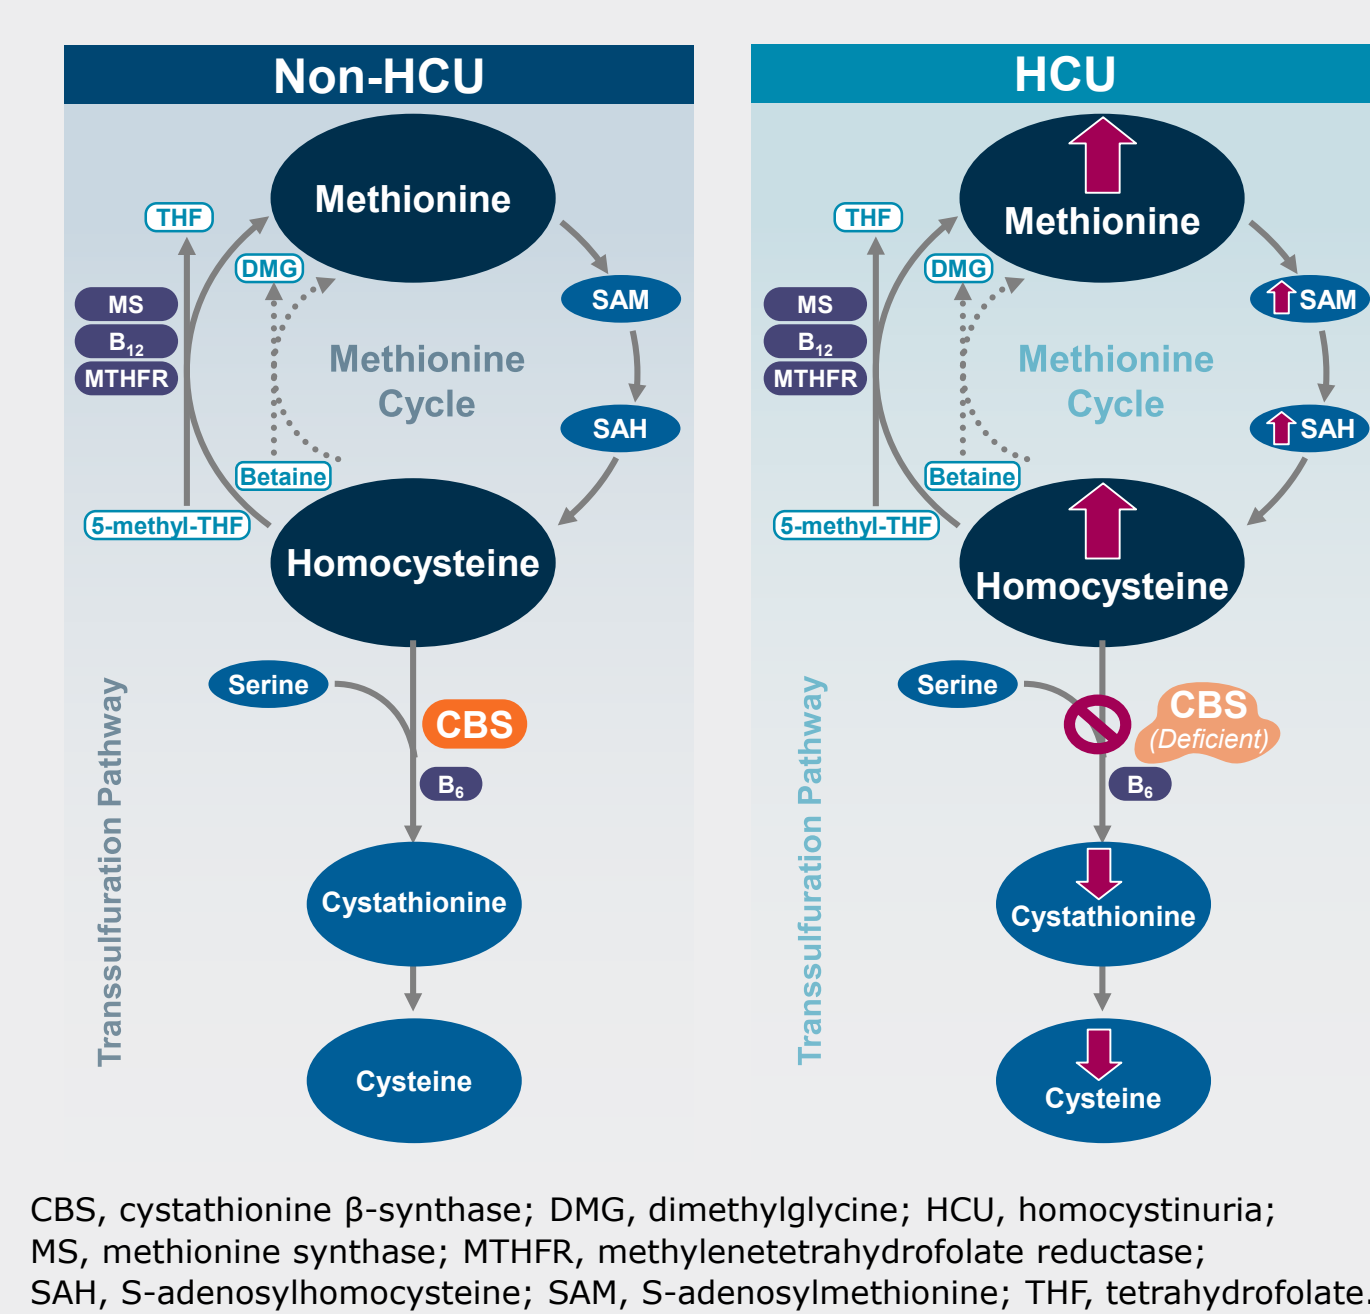 Non-HCU
Methionine
THF
DMG
MS
B12
MTHFR
SAM
Methionine
Cycle
SAH
Betaine
5-methyl-THF
Homocysteine
Serine
CBS
B6
Transsulfuration Pathway
Cystathionine
Cysteine
HCU
Methionine
THF
DMG
MS
B12
MTHFR
SAM
Methionine
Cycle
SAH
Betaine
5-methyl-THF
Homocysteine
Serine
CBS
(Deficient)
B6
Transsulfuration Pathway
Cystathionine
Cysteine
CBS, cystathionine β-synthase; DMG, dimethylglycine; HCU, homocystinuria;
MS, methionine synthase; MTHFR, methylenetetrahydrofolate reductase;
SAH, S-adenosylhomocysteine; SAM, S-adenosylmethionine; THF, tetrahydrofolate.